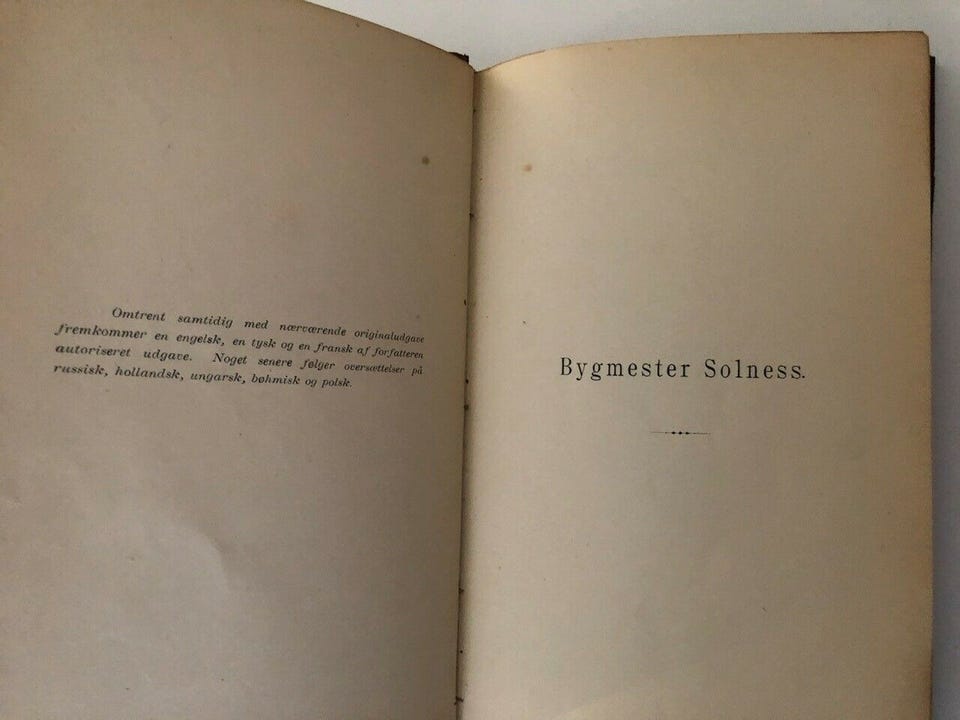 Omtrent samtidig med nærværende originaludgave
fremkommer en engelsk, en tysk og en fransk af forfatteren
autoriseret udgave. Noget senere følger oversættelser på
russisk, hollandsk, ungarsk, bøhmisk og polsk.
Bygmester Solness.